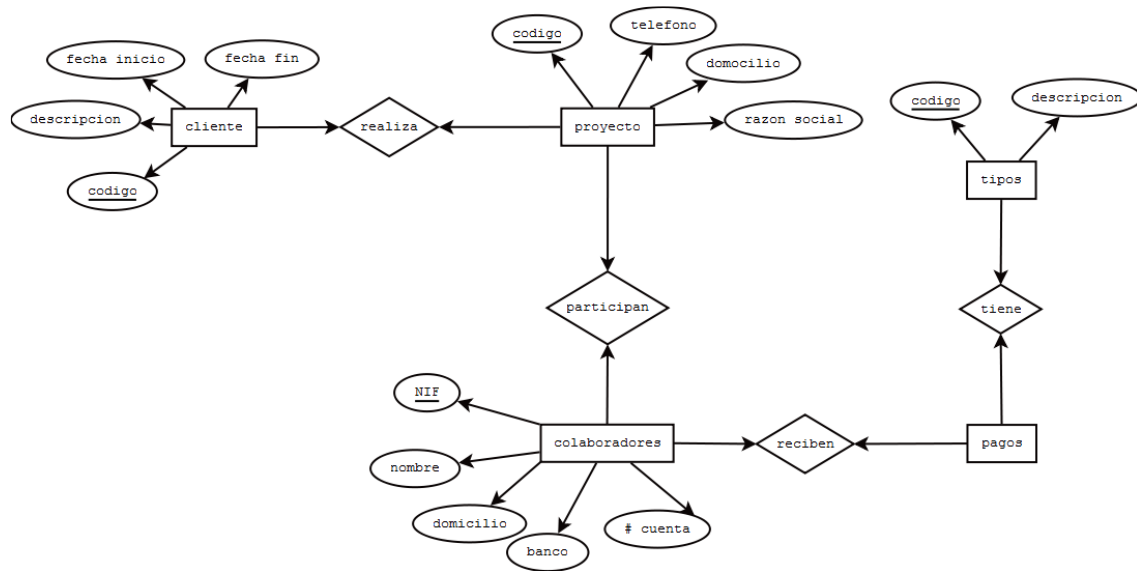 telefono
codigo
fecha inicio
fecha fin
domocilio
codigo
descripcion
descripcion
cliente
realiza
proyecto
razon social
tipos
codigo
participan
tiene
NIF
colaboradores
reciben
pagos
nombre
domicilio
# cuenta
banco